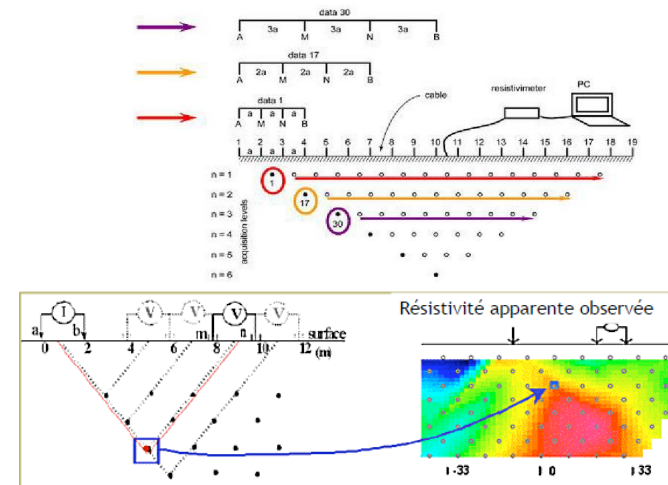 data 30
3a 3a 3a
A M N B
data 17
2a 2a 2a
A M N B
data 1
a a a
A M N B
cable
resistivimeter
PC
1 2 3 4 5 6 7 8 9 10 11 12 13 14 15 16 17 18 19
a a a
acquisition levels
n = 1
1
n = 2
17
n = 3
30
n = 4
n = 5
n = 6
I V V V V
a b m n surface
0 2 4 6 8 10 12 (m)
Résistivité apparente observée
-33 0 33